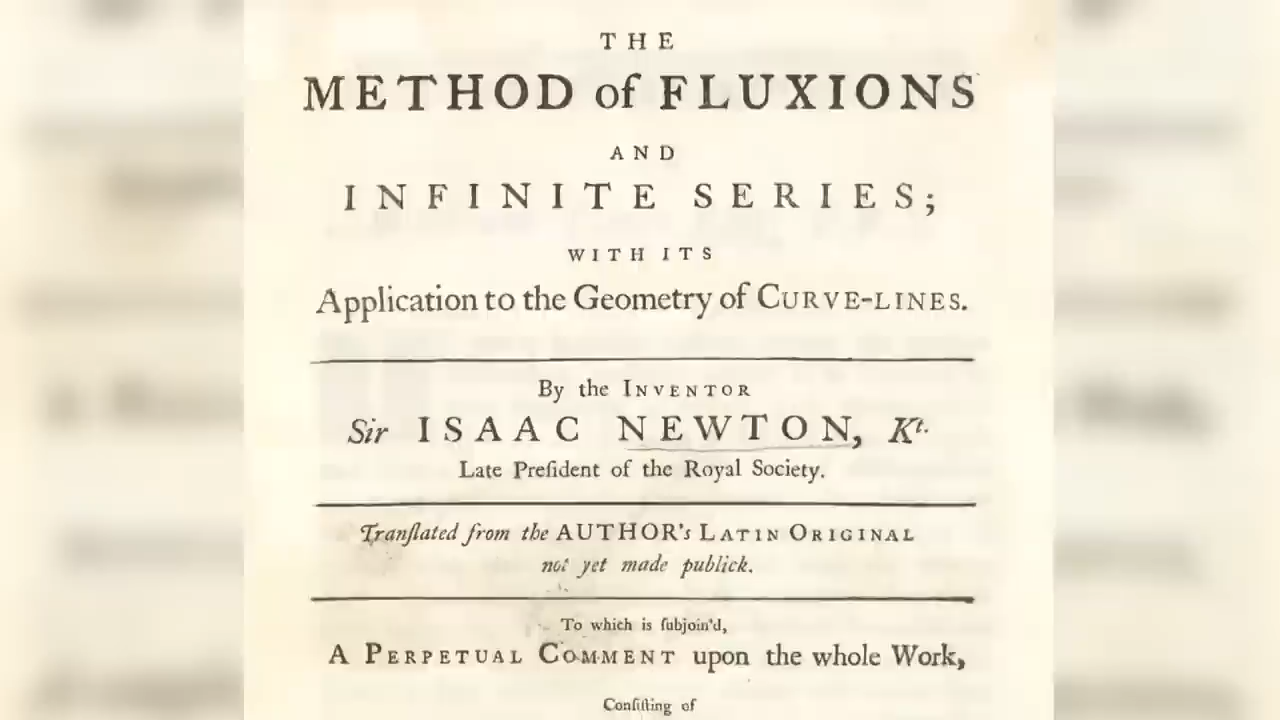 THE
METHOD of FLUXIONS
AND
INFINITE SERIES;
WITH ITS
Application to the Geometry of CURVE-LINES.
By the INVENTOR
Sir ISAAC NEWTON, Kt.
Late Preſident of the Royal Society.
Tranſlated from the AUTHOR's LATIN ORIGINAL
not yet made publick.
To which is ſubjoin'd,
A PERPETUAL COMMENT upon the whole Work,
Conſiſting of